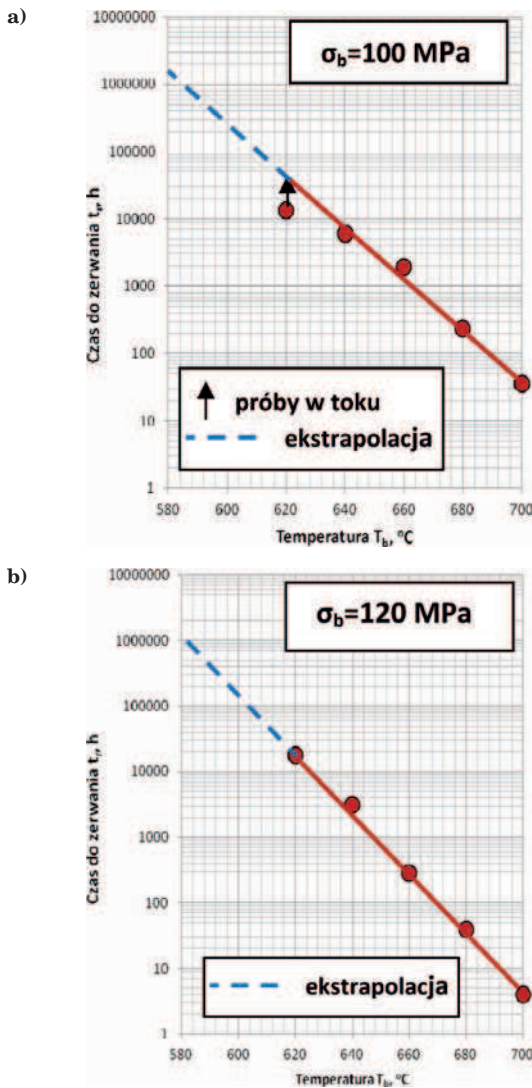 a)
σb=100 MPa
10000000
1000000
100000
10000
1000
100
10
1
Czas do zerwania tr, h
próby w toku
ekstrapolacja
580 600 620 640 660 680 700
Temperatura Tb, °C
b)
σb=120 MPa
10000000
1000000
100000
10000
1000
100
10
1
Czas do zerwania tr, h
ekstrapolacja
580 600 620 640 660 680 700
Temperatura Tb, °C